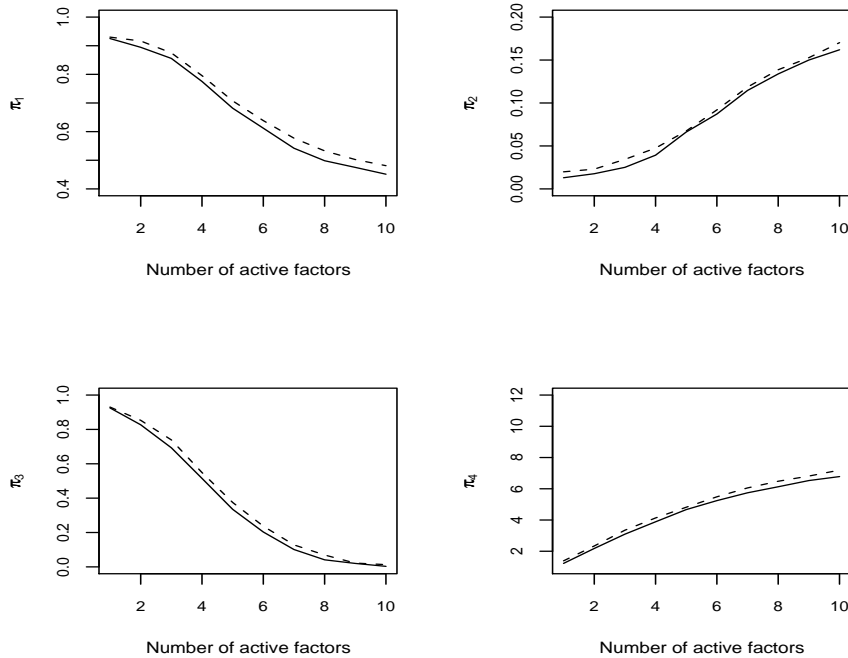 π1
0.4 0.6 0.8 1.0
2 4 6 8 10
Number of active factors
π2
0.00 0.05 0.10 0.15 0.20
2 4 6 8 10
Number of active factors
π3
0.0 0.2 0.4 0.6 0.8 1.0
2 4 6 8 10
Number of active factors
π4
2 4 6 8 10 12
2 4 6 8 10
Number of active factors